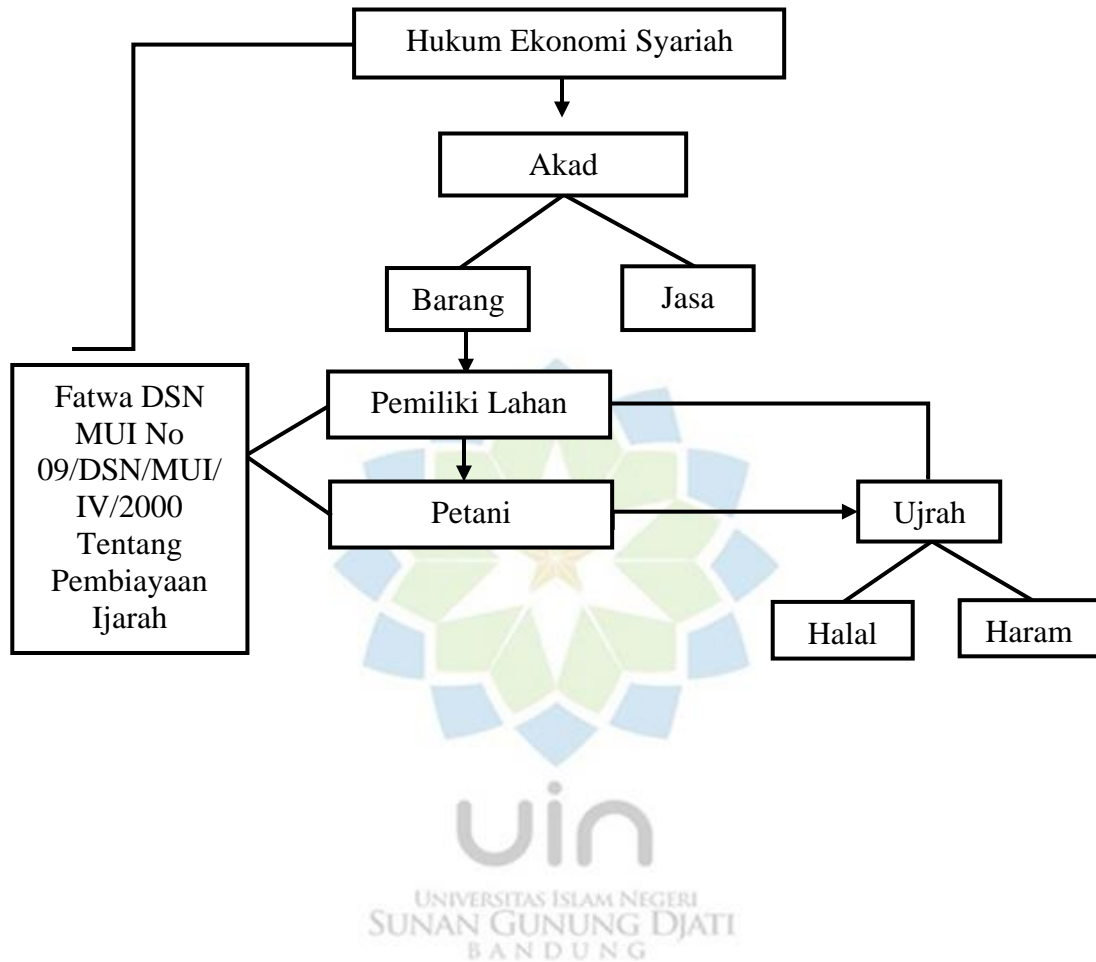 Hukum Ekonomi Syariah
Akad
Barang
Jasa
Fatwa DSN
MUI No
09/DSN/MUI/
IV/2000
Tentang
Pembiayaan
Ijarah
Pemiliki Lahan
Petani
Ujrah
Halal
Haram
uin
UNIVERSITAS ISLAM NEGERI
SUNAN GUNUNG DJATI
BANDUNG